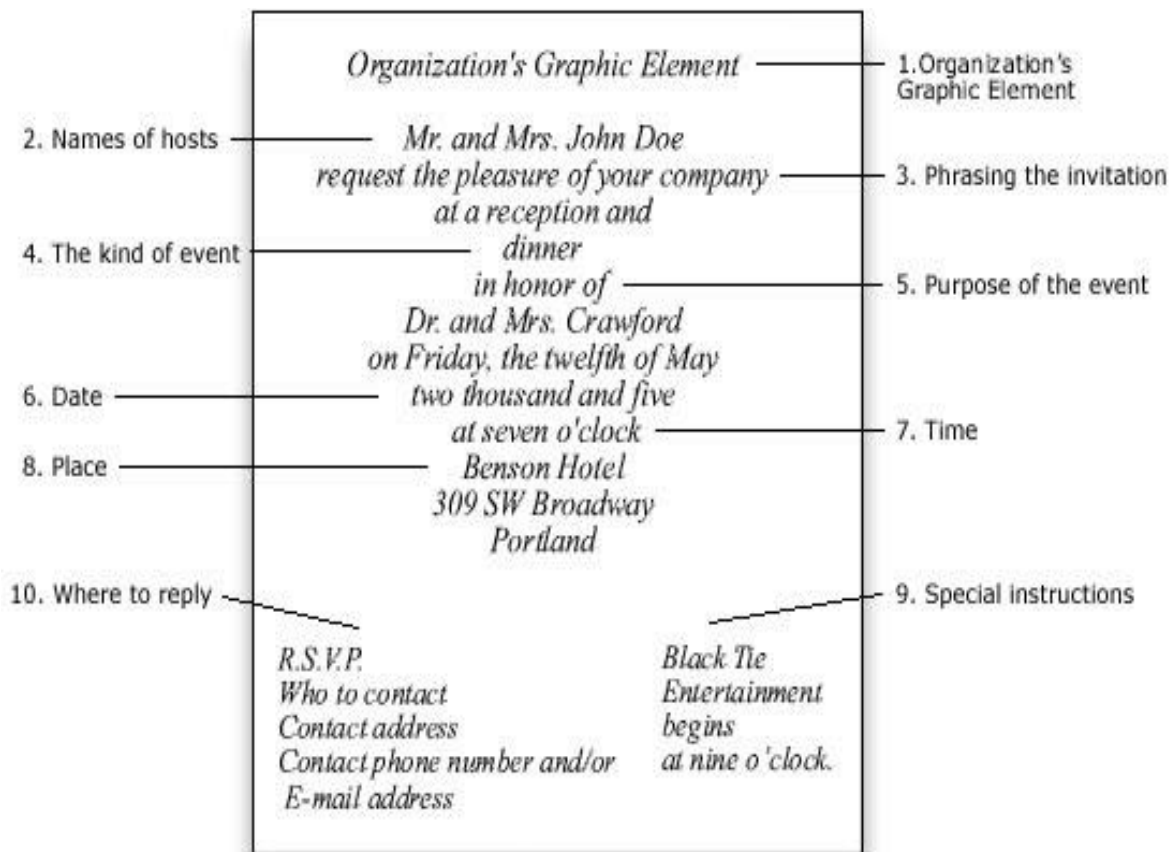 Organization's Graphic Element
1.Organization's
Graphic Element
2. Names of hosts
Mr. and Mrs. John Doe
request the pleasure of your company
3. Phrasing the invitation
at a reception and
4. The kind of event
dinner
in honor of
5. Purpose of the event
Dr. and Mrs. Crawford
on Friday, the twelfth of May
6. Date
two thousand and five
at seven o'clock
7. Time
8. Place
Benson Hotel
309 SW Broadway
Portland
10. Where to reply
9. Special instructions
R.S.V.P.
Who to contact
Contact address
Contact phone number and/or
E-mail address
Black Tie
Entertainment
begins
at nine o'clock.